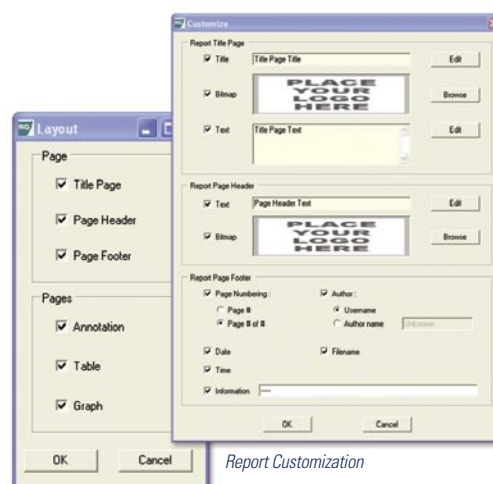 Layout
Page
Title Page
Page Header
Page Footer
Pages
Annotation
Table
Graph
OK Cancel
Customize
Report Title Page
Title Title Page Title Edit
Bitmap PLACE YOUR LOGO HERE Browse
Text Title Page Text Edit
Report Page Header
Text Page Header Text Edit
Bitmap PLACE YOUR LOGO HERE Browse
Report Page Footer
Page Numbering : Author :
Page # Username
Page # of # Author name Unknown
Date Filename
Time
Information ----
OK Cancel
Report Customization